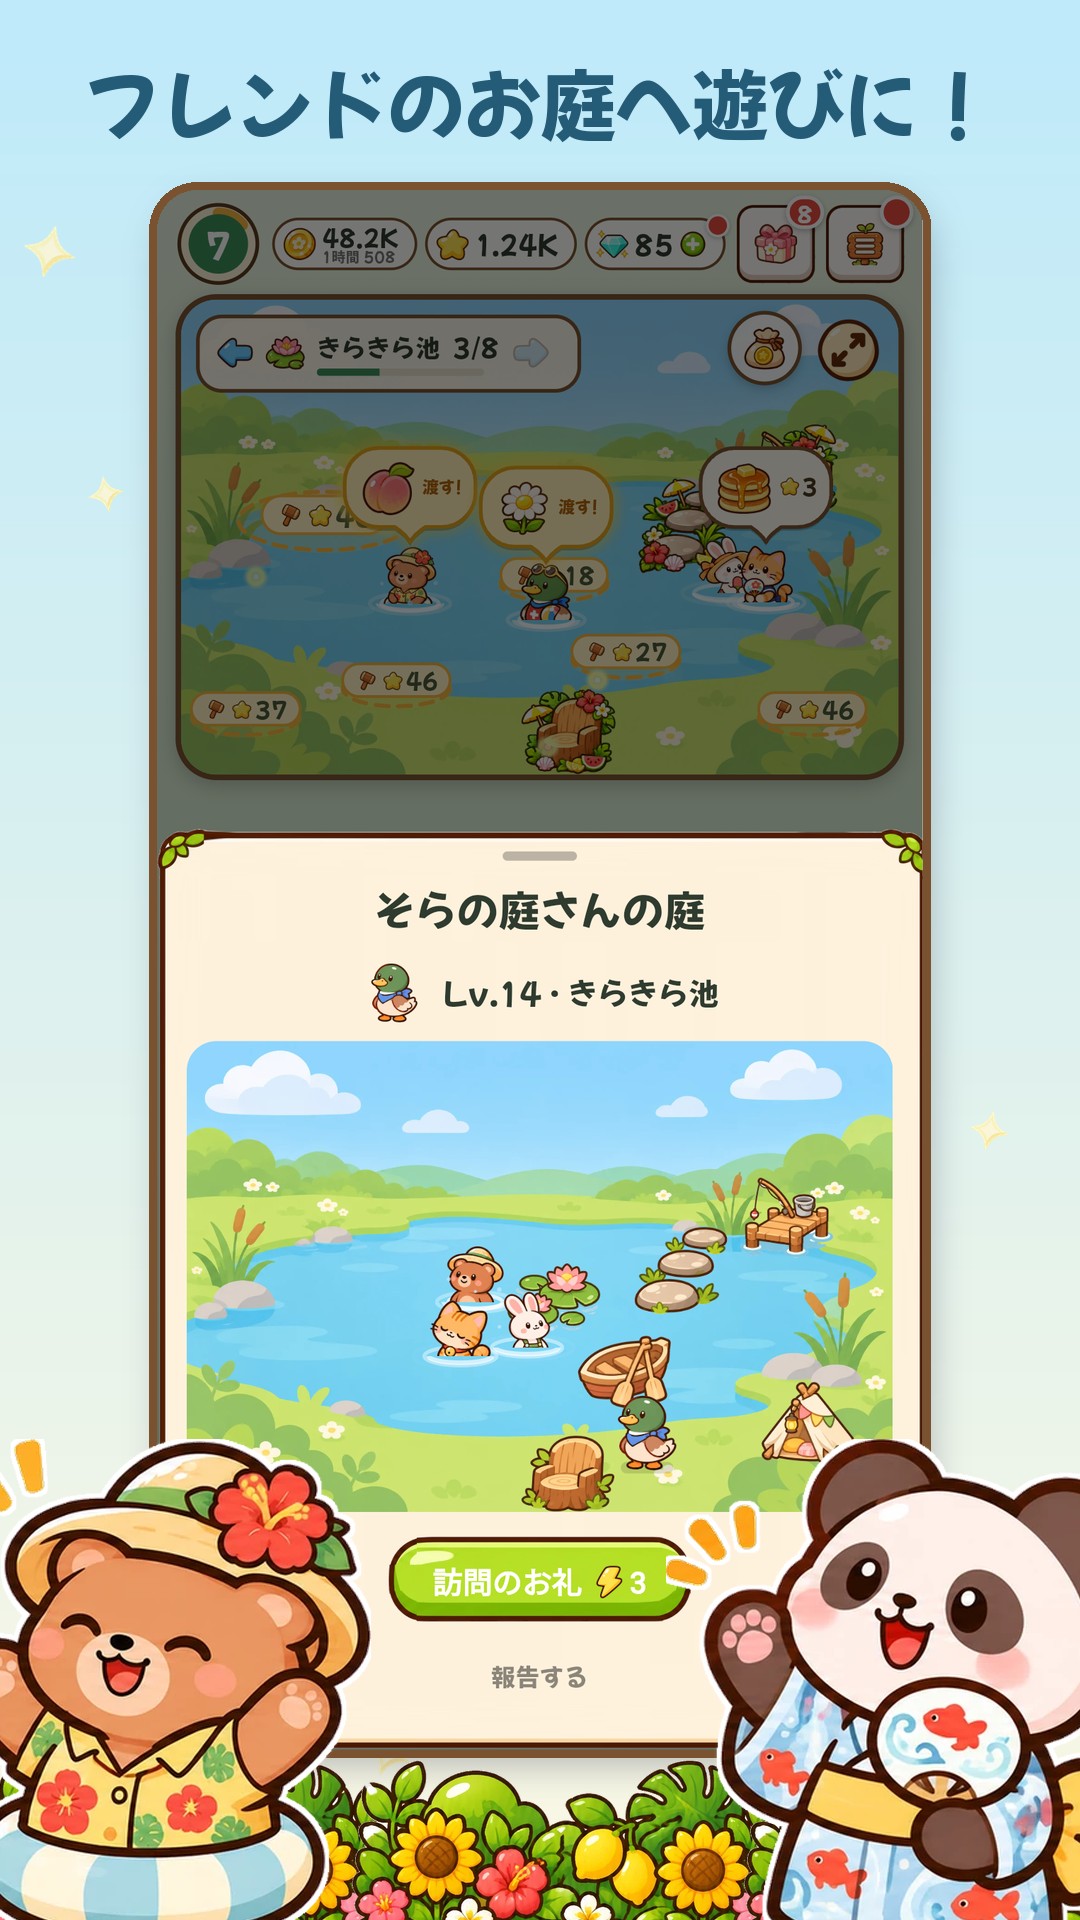 フレンドのお庭へ遊びに！
7
48.2K
1時間 508
1.24K
85
8
きらきら池 3/8
渡す!
渡す!
3
18
27
46
37
46
そらの庭さんの庭
Lv.14・きらきら池
訪問のお礼 3
報告する